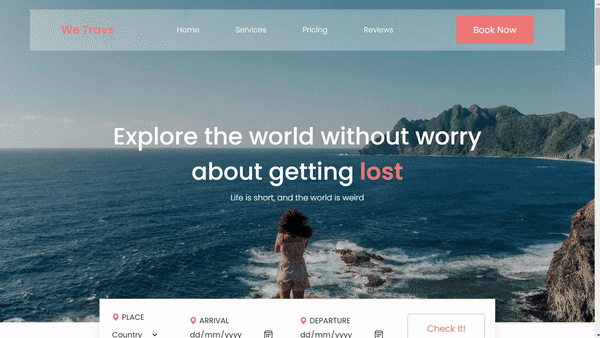 We Travs
Home
Services
Pricing
Reviews
Book Now
Explore the world without worry
about getting lost
Life is short, and the world is weird
PLACE
ARRIVAL
DEPARTURE
Country
dd/mm/yyyy
dd/mm/yyyy
Check It!